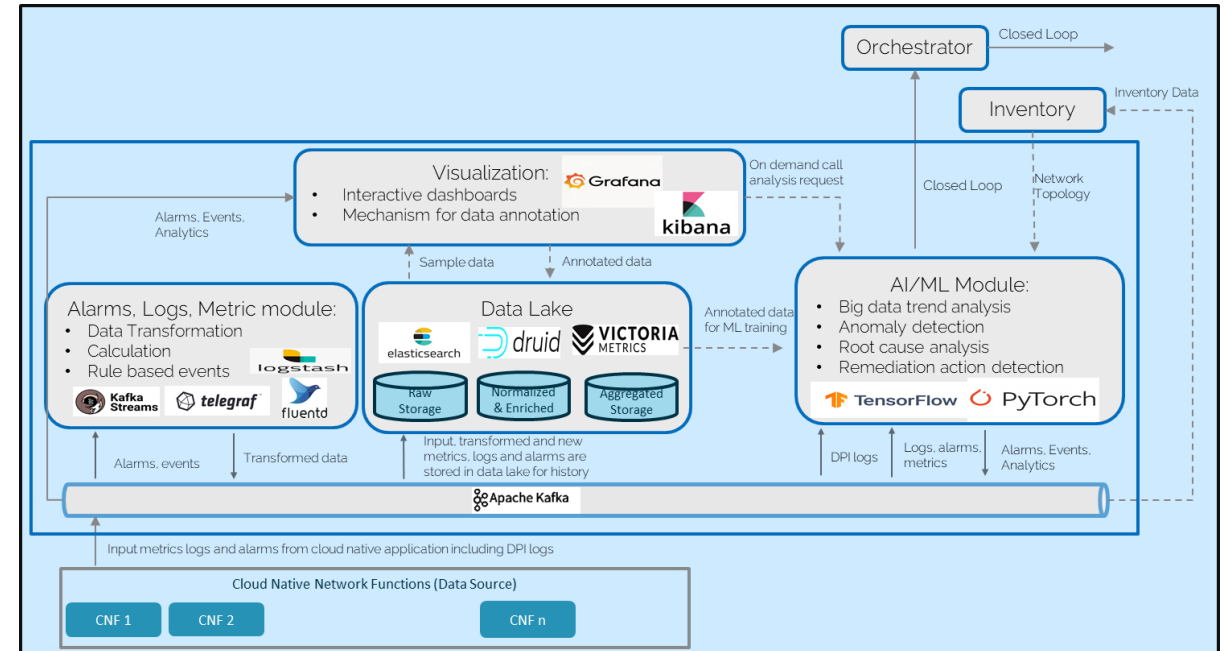 Orchestrator
Closed Loop
Inventory Data
Inventory
Visualization:
Grafana
• Interactive dashboards
• Mechanism for data annotation
kibana
On demand call
analysis request
Closed Loop
Network
Topology
Alarms, Events,
Analytics
Sample data
Annotated data
Alarms, Logs, Metric module:
• Data Transformation
• Calculation
• Rule based events
logstash
Kafka
Streams
telegraf
fluentd
Data Lake
elasticsearch
druid
VICTORIA
METRICS
Raw
Storage
Normalized
& Enriched
Aggregated
Storage
Annotated data
for ML training
AI/ML Module:
• Big data trend analysis
• Anomaly detection
• Root cause analysis
• Remediation action detection
TensorFlow
PyTorch
Alarms, events
Transformed data
Input, transformed and new
metrics, logs and alarms are
stored in data lake for history
DPI logs
Logs, alarms,
metrics
Alarms, Events,
Analytics
Apache Kafka
Input metrics logs and alarms from cloud native application including DPI logs
Cloud Native Network Functions (Data Source)
CNF 1
CNF 2
CNF n